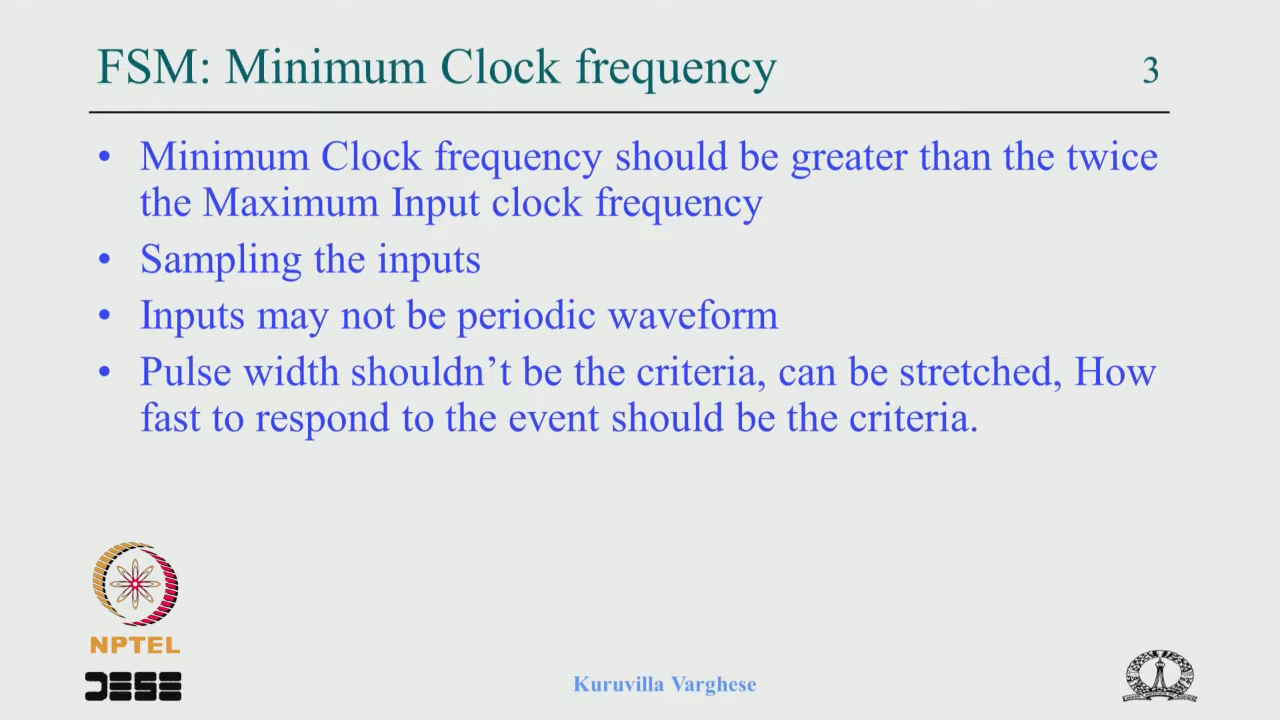 FSM: Minimum Clock frequency
3
• Minimum Clock frequency should be greater than the twice
the Maximum Input clock frequency
• Sampling the inputs
• Inputs may not be periodic waveform
• Pulse width shouldn't be the criteria, can be stretched, How
fast to respond to the event should be the criteria.
NPTEL
DESE
Kuruvilla Varghese